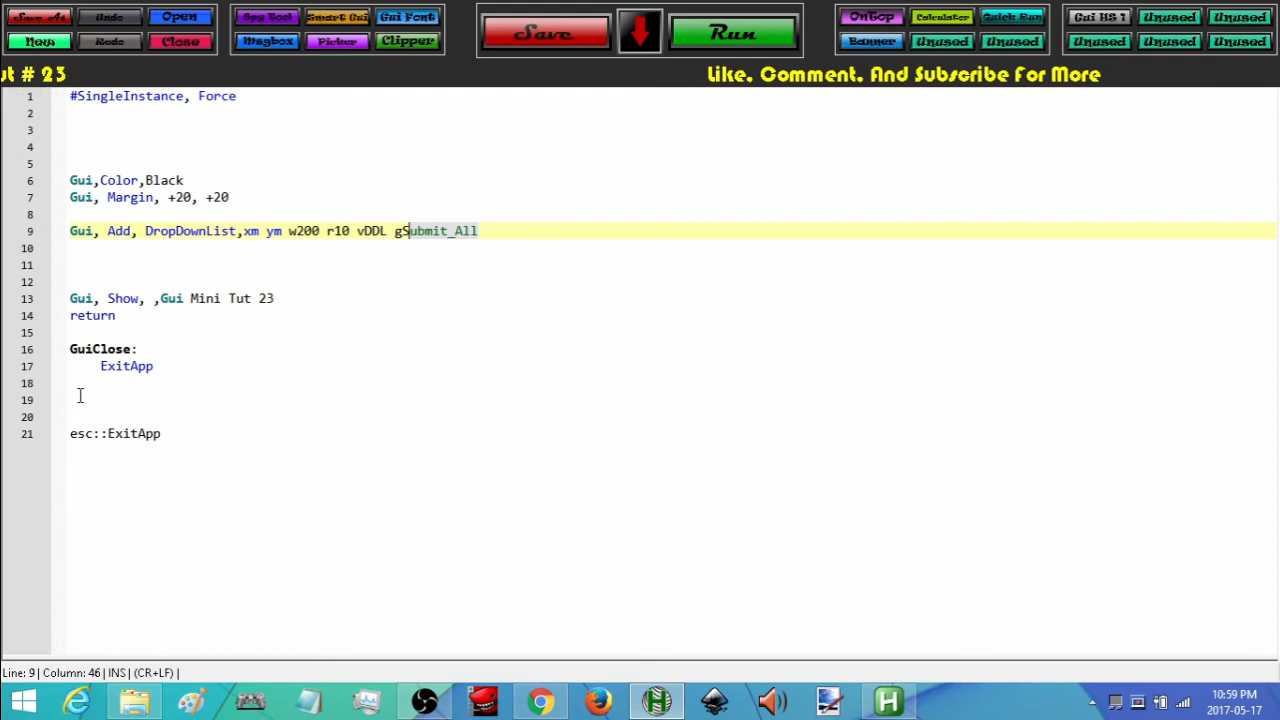 Save As Undo Open Spy Tool Smart Gui Gui Font Save Run OnTop Calculator Quick Run Gui HS 1 Unused Unused
New Redo Close Msgbox Picker Clipper Banner Unused Unused Unused Unused Unused
ut # 23 Like, Comment, And Subscribe For More
1 #SingleInstance, Force
2
3
4
5
6 Gui,Color,Black
7 Gui, Margin, +20, +20
8
9 Gui, Add, DropDownList,xm ym w200 r10 vDDL gSubmit_All
10
11
12
13 Gui, Show, ,Gui Mini Tut 23
14 return
15
16 GuiClose:
17 ExitApp
18
19
20
21 esc::ExitApp
Line: 9 | Column: 46 | INS | (CR+LF) |
10:59 PM
2017-05-17